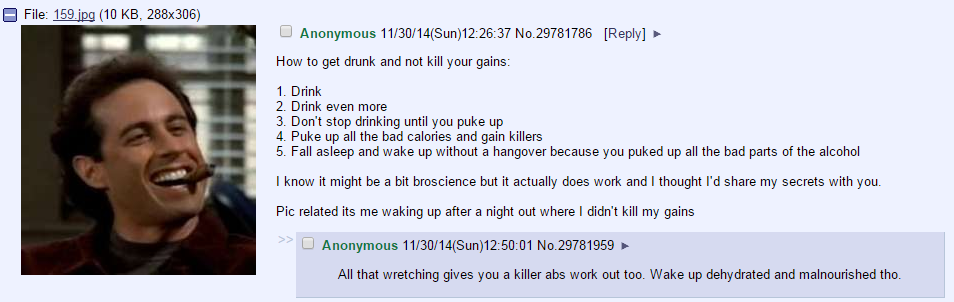 File: 159.jpg (10 KB, 288x306)
Anonymous 11/30/14(Sun)12:26:37 No.29781786 [Reply] ►
How to get drunk and not kill your gains:
1. Drink
2. Drink even more
3. Don't stop drinking until you puke up
4. Puke up all the bad calories and gain killers
5. Fall asleep and wake up without a hangover because you puked up all the bad parts of the alcohol
I know it might be a bit broscience but it actually does work and I thought I'd share my secrets with you.
Pic related its me waking up after a night out where I didn't kill my gains
>> Anonymous 11/30/14(Sun)12:50:01 No.29781959 ►
All that wretching gives you a killer abs work out too. Wake up dehydrated and malnourished tho.